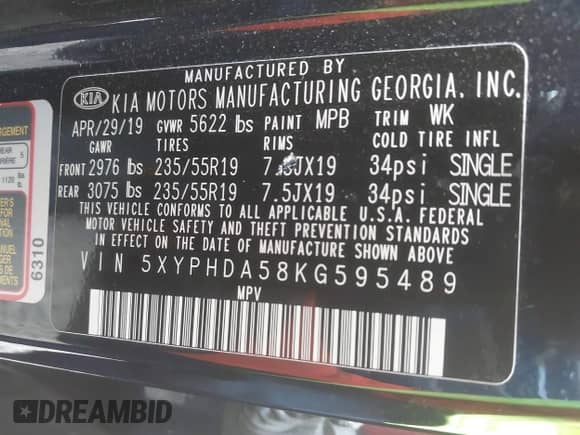 MANUFACTURED BY
KIA KIA MOTORS MANUFACTURING GEORGIA, INC.
APR/29/19 GVWR 5622 lbs PAINT MPB TRIM WK
GAWR TIRES RIMS COLD TIRE INFL
FRONT 2976 lbs 235/55R19 JX19 34psi SINGLE
REAR 3075 lbs 235/55R19 7.5JX19 34psi SINGLE
THIS VEHICLE CONFORMS TO ALL APPLICABLE U.S.A. FEDERAL
MOTOR VEHICLE SAFETY AND THEFT PREVENTION STANDARDS
IN EFFECT ON THE DATE OF MANUFACTURE SHOWN ABOVE.
VIN 5XYPHDA58KG595489
MPV
6310
DREAMBID